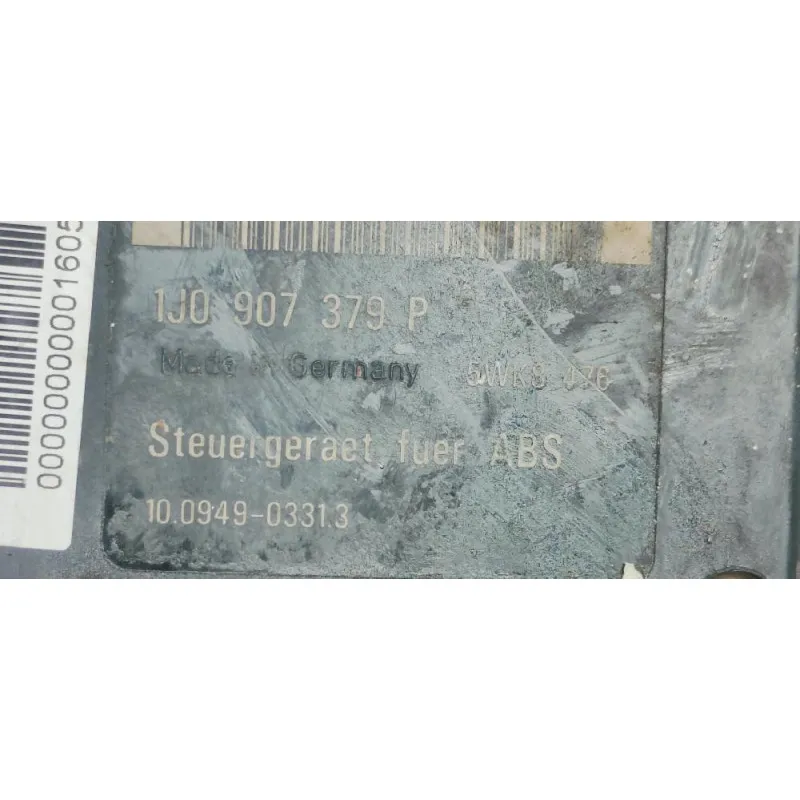 1J0 907 379 P
Made in Germany
Steuergeraet fuer ABS
10.0949-0331.3